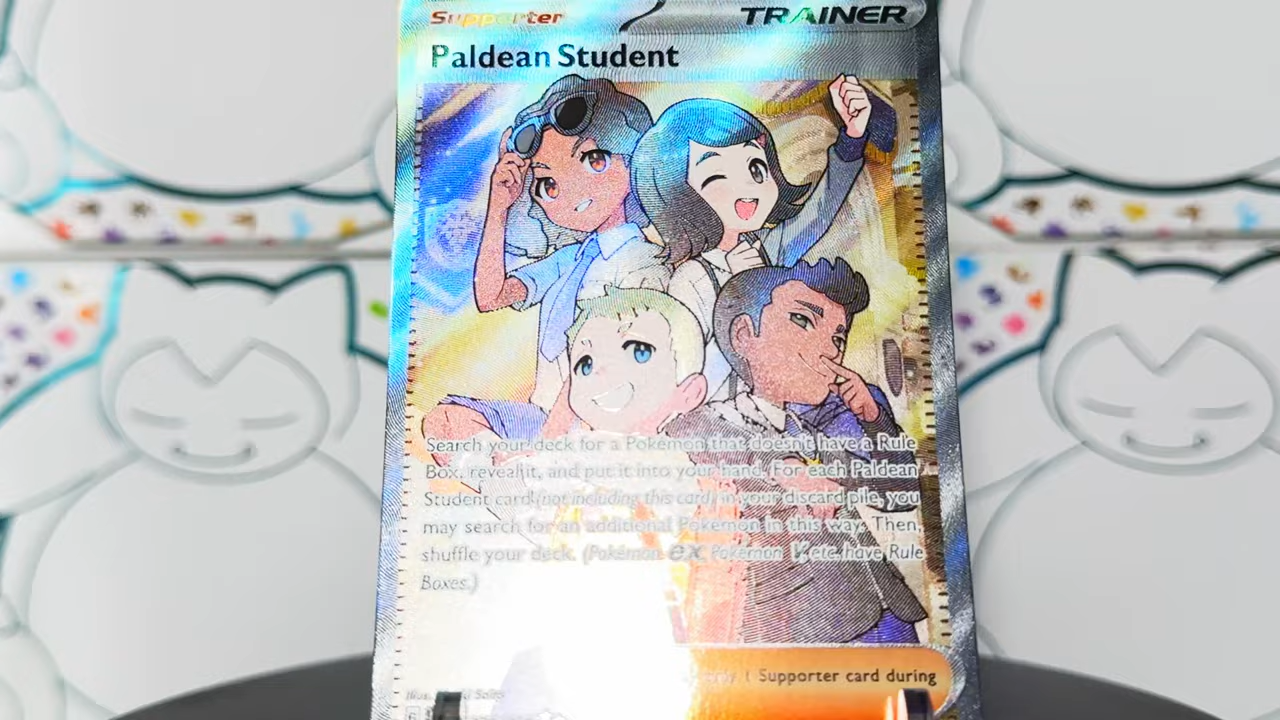 Supporter
TRAINER
Paldean Student
Search your deck for a Pokémon that doesn't have a Rule
Box, reveal it, and put it into your hand. (For each Paldean
Student card (not including this card) in your discard pile, you
may search for an additional Pokémon in this way. Then,
shuffle your deck. (Pokémon ex, Pokémon V, etc. have Rule
Boxes.)
1 Supporter card during
Illus.